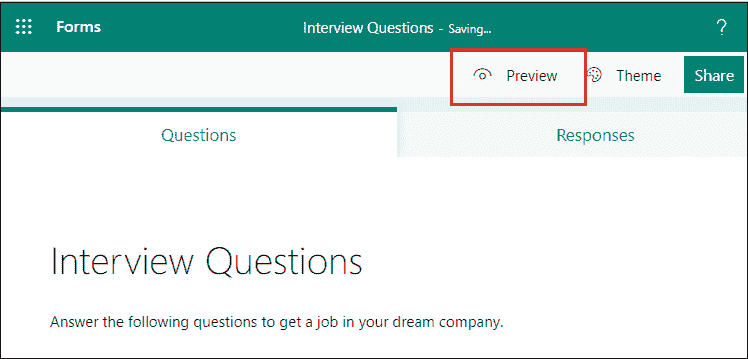 Forms Interview Questions - Saving... ?
Preview Theme Share
Questions Responses
Interview Questions
Answer the following questions to get a job in your dream company.